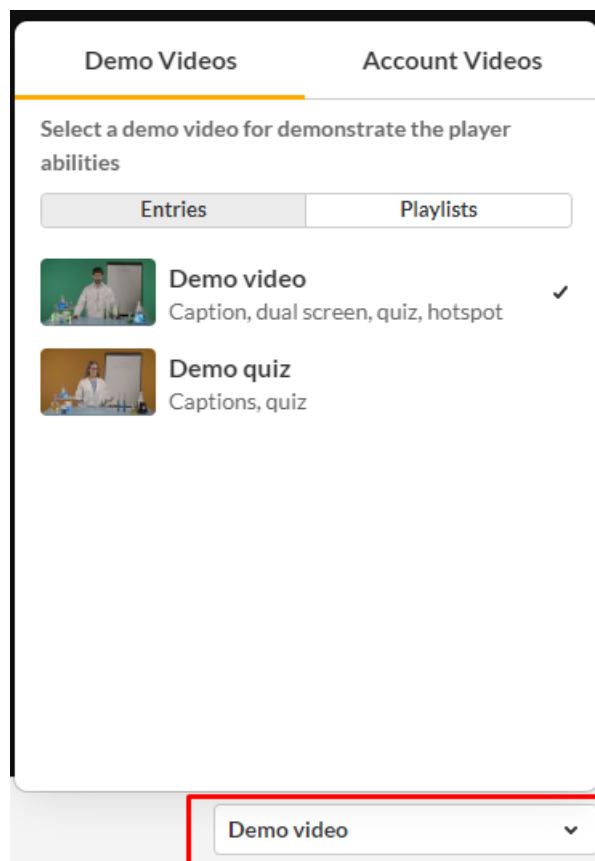 Demo Videos Account Videos
Select a demo video for demonstrate the player
abilities
Entries Playlists
Demo video
Caption, dual screen, quiz, hotspot
Demo quiz
Captions, quiz
Demo video